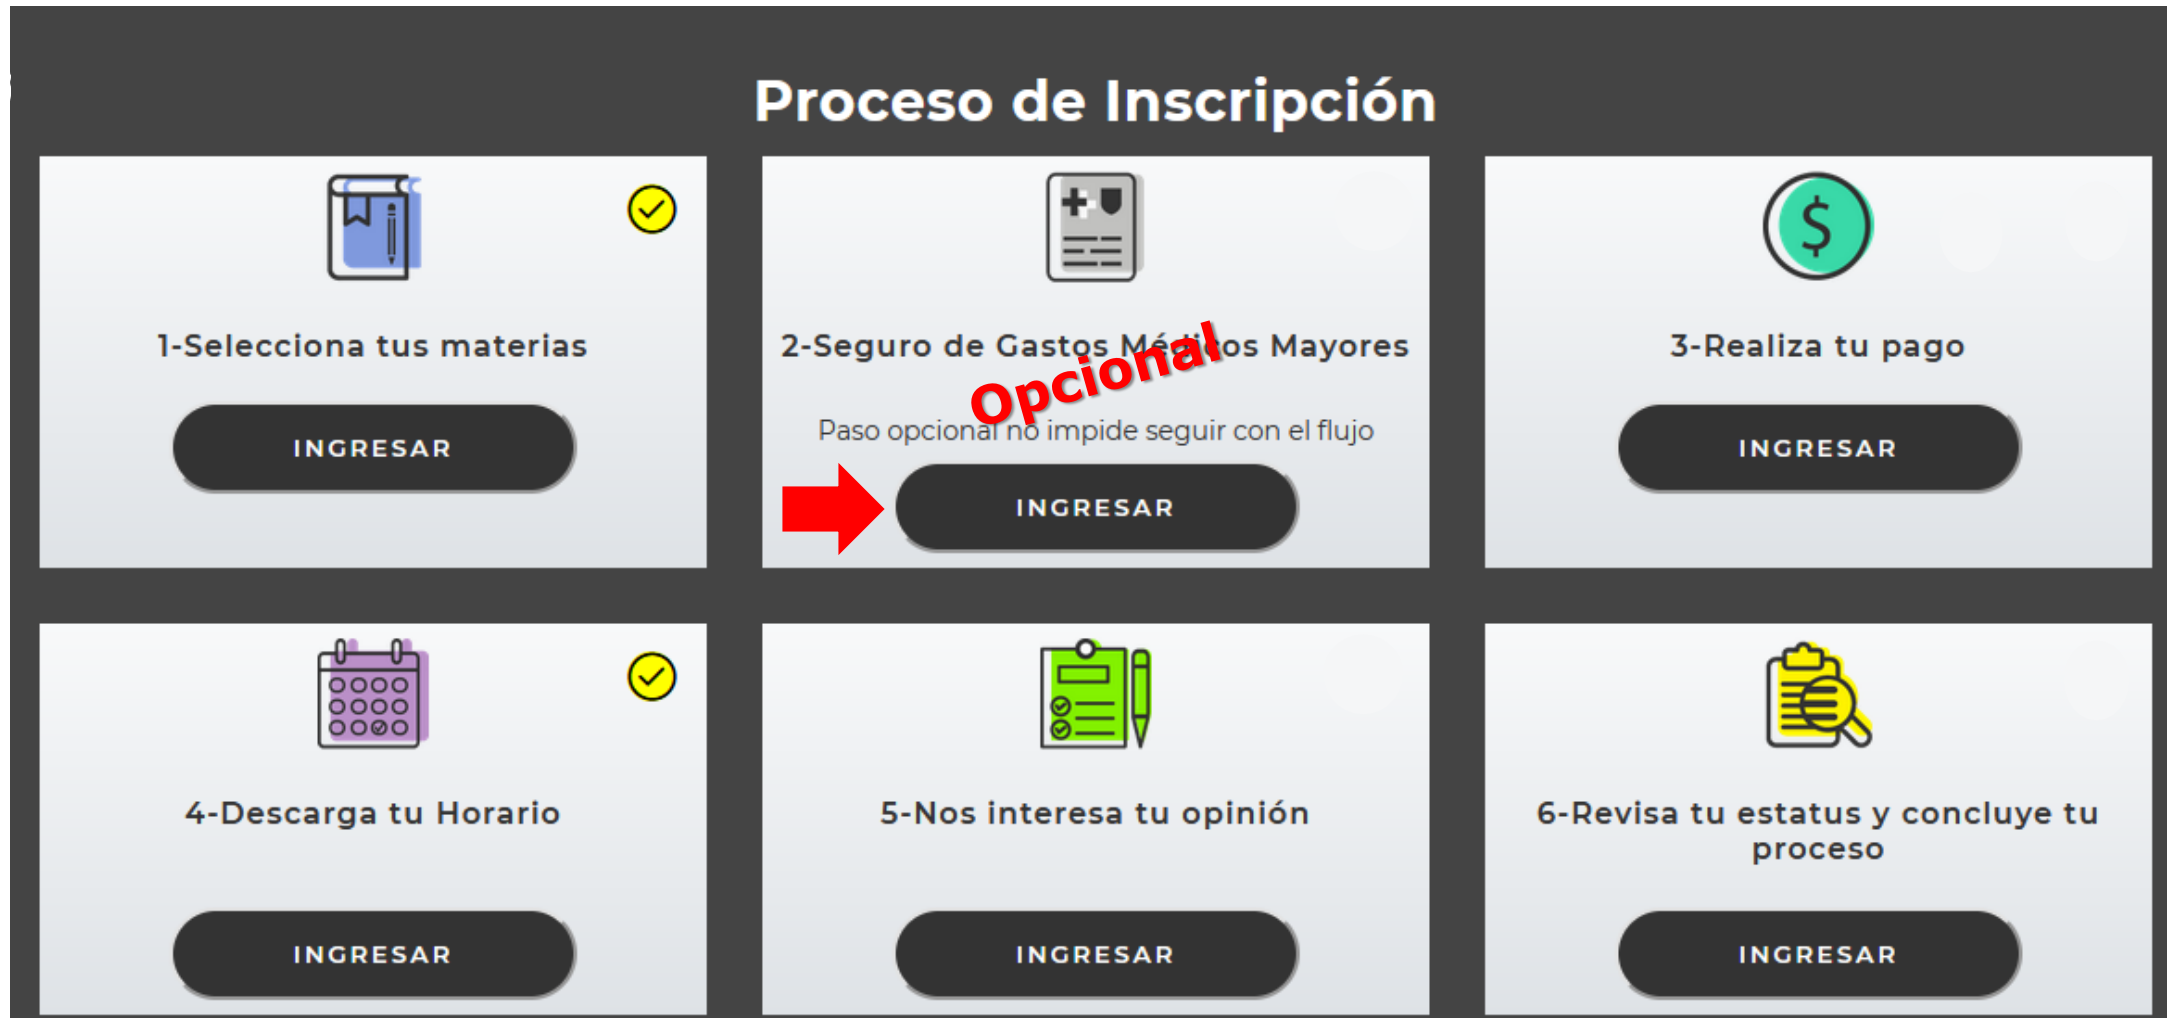 Proceso de Inscripción
1-Selecciona tus materias
INGRESAR
2-Seguro de Gastos Médicos Mayores
Opcional
Paso opcional no impide seguir con el flujo
INGRESAR
3-Realiza tu pago
INGRESAR
4-Descarga tu Horario
INGRESAR
5-Nos interesa tu opinión
INGRESAR
6-Revisa tu estatus y concluye tu
proceso
INGRESAR